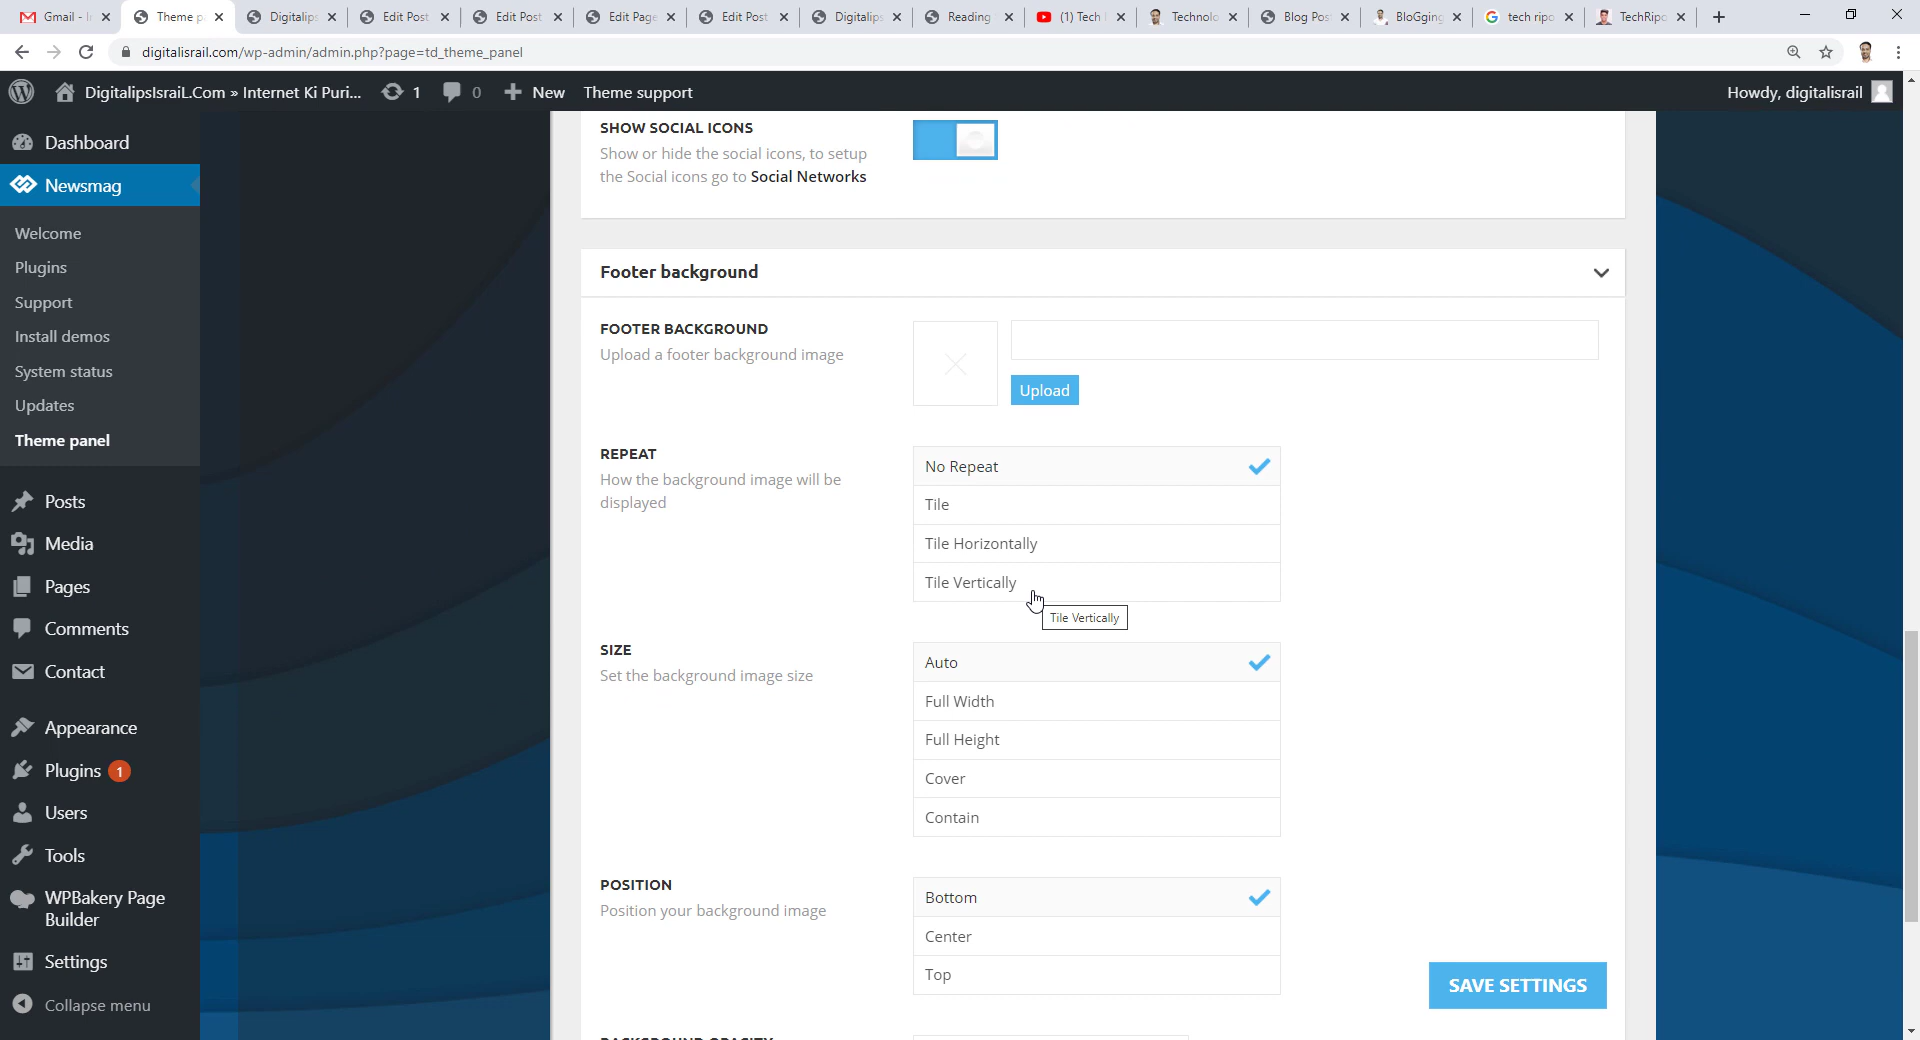 Gmail - I
Theme p
Digitalips
Edit Post
Edit Post
Edit Page
Edit Post
Digitalips
Reading
(1) Tech
Technolo
Blog Pos
BloGging
tech ripo
TechRipo
digitalisrail.com/wp-admin/admin.php?page=td_theme_panel
DigitalipsIsraiL.Com » Internet Ki Puri...
1
0
New
Theme support
Howdy, digitalisrail
Dashboard
Newsmag
Welcome
Plugins
Support
Install demos
System status
Updates
Theme panel
Posts
Media
Pages
Comments
Contact
Appearance
Plugins 1
Users
Tools
WPBakery Page
Builder
Settings
Collapse menu
SHOW SOCIAL ICONS
Show or hide the social icons, to setup
the Social icons go to Social Networks
Footer background
FOOTER BACKGROUND
Upload a footer background image
Upload
REPEAT
How the background image will be
displayed
No Repeat
Tile
Tile Horizontally
Tile Vertically
Tile Vertically
SIZE
Set the background image size
Auto
Full Width
Full Height
Cover
Contain
POSITION
Position your background image
Bottom
Center
Top
SAVE SETTINGS
BACKGROUND OPACITY